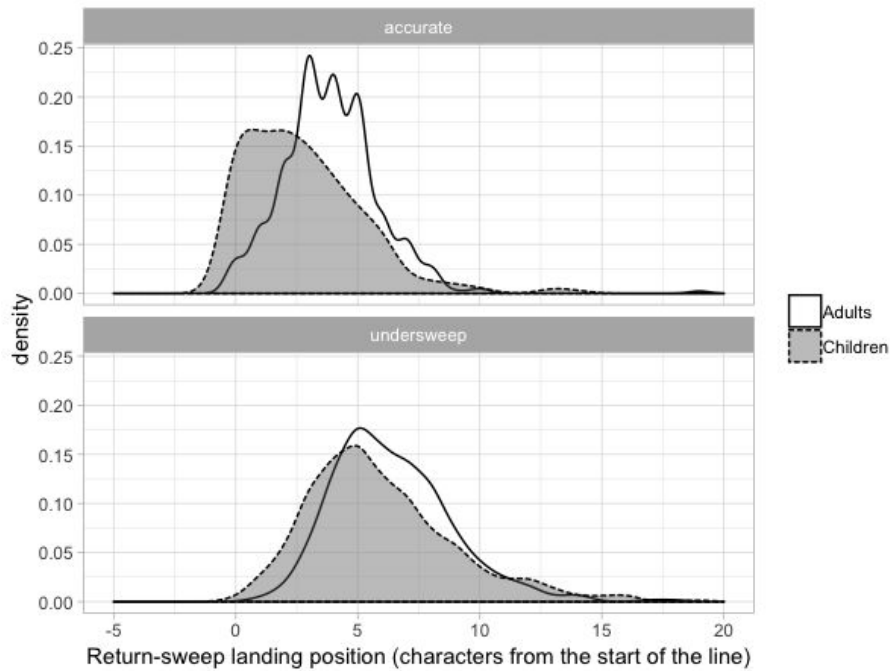 accurate
0.25
0.20
0.15
0.10
0.05
0.00
density
undersweep
0.25
0.20
0.15
0.10
0.05
0.00
-5 0 5 10 15 20
Return-sweep landing position (characters from the start of the line)
Adults
Children